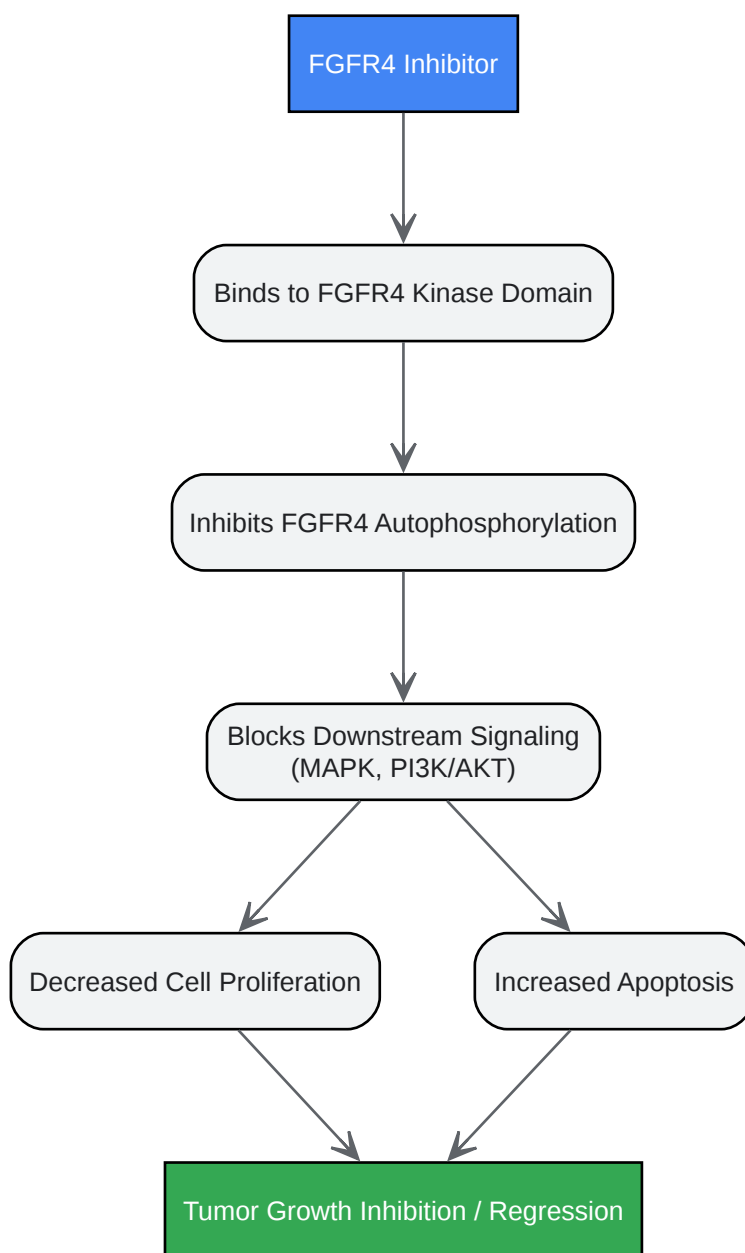 FGFR4 Inhibitor
Binds to FGFR4 Kinase Domain
Inhibits FGFR4 Autophosphorylation
Blocks Downstream Signaling
(MAPK, PI3K/AKT)
Decreased Cell Proliferation
Increased Apoptosis
Tumor Growth Inhibition / Regression